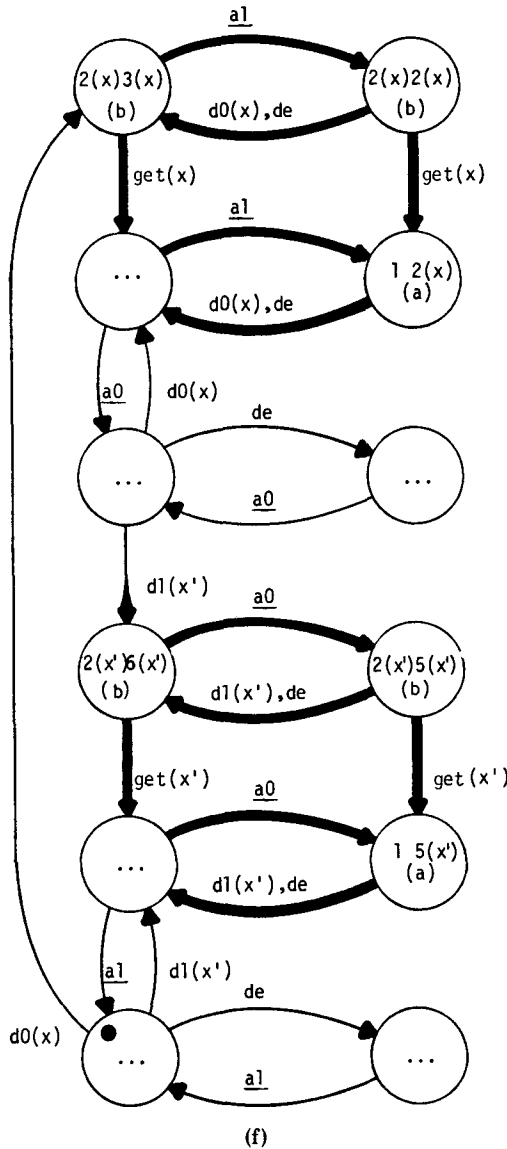 a1
2(x)3(x)
(b)
2(x)2(x)
(b)
d0(x),de
get(x)
get(x)
a1
...
1 2(x)
(a)
d0(x),de
a0
d0(x)
de
...
...
a0
d1(x')
a0
2(x')6(x')
(b)
2(x')5(x')
(b)
d1(x'),de
get(x')
get(x')
a0
...
1 5(x')
(a)
d1(x'),de
a1
d1(x')
de
d0(x)
...
...
a1
(f)